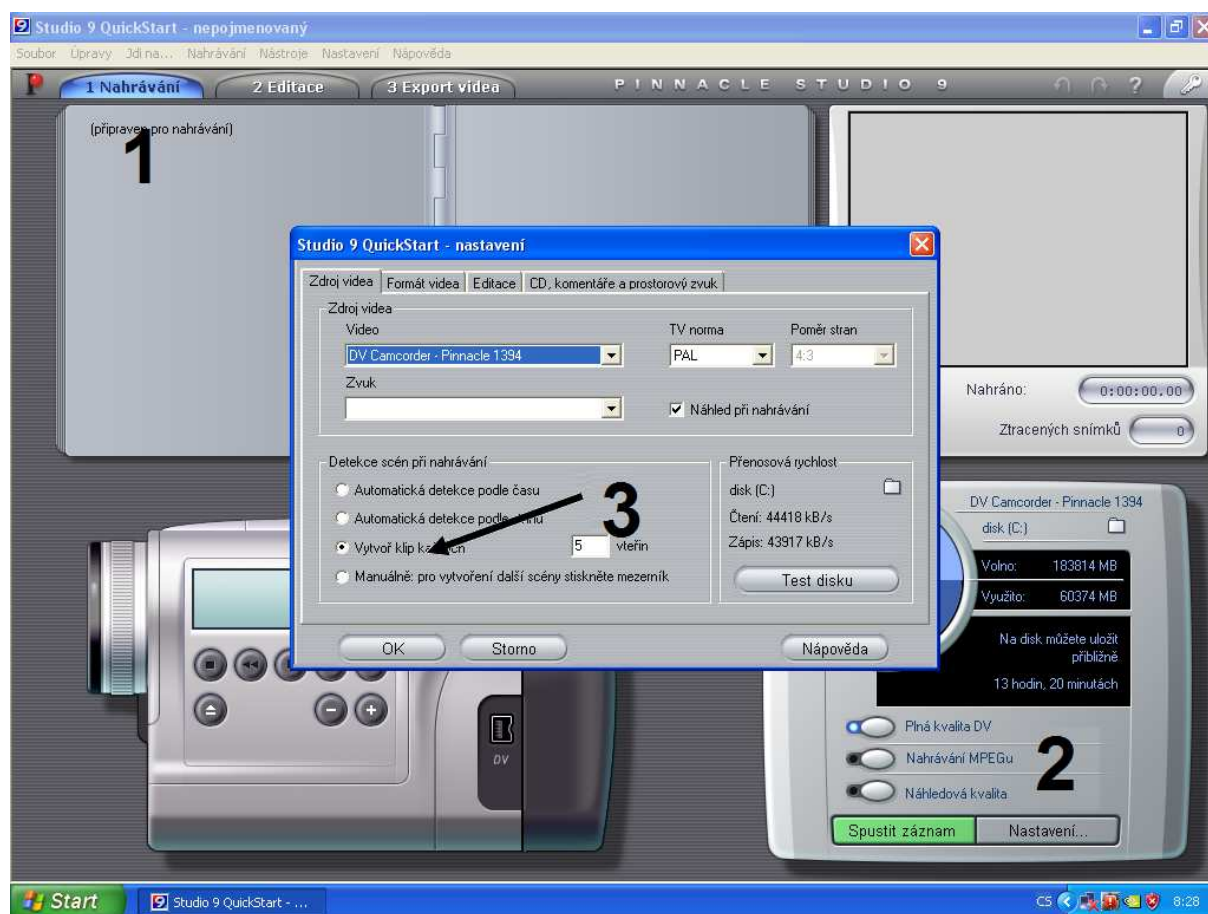 Studio 9 QuickStart - nepojmenovaný
Soubor Úpravy Jdi na... Nahrávání Nástroje Nastavení Nápověda
1 Nahrávání 2 Editace 3 Export videa PINNACLE STUDIO 9 ?
(připraven pro nahrávání)
1
Studio 9 QuickStart - nastavení
Zdroj videa Formát videa Editace CD, komentáře a prostorový zvuk
Zdroj videa
Video TV norma Poměr stran
DV Camcorder - Pinnacle 1394 PAL 4:3
Zvuk
Náhled při nahrávání
Nahráno: 0:00:00.00
Ztracených snímků 0
Detekce scén při nahrávání
Automatická detekce podle času
Automatická detekce podle
Vytvoř klip 5 vteřin
Manuálně: pro vytvoření další scény stiskněte mezerník
3
Přenosová rychlost
disk (C:)
Čtení: 44418 kB/s
Zápis: 43917 kB/s
Test disku
OK Storno Nápověda
DV Camcorder - Pinnacle 1394
disk (C:)
Volno: 183814 MB
Využito: 60374 MB
Na disk můžete uložit
přibližně
13 hodin, 20 minutách
Plná kvalita DV
Nahrávání MPEGu
Náhledová kvalita
2
Spustit záznam Nastavení...
DV
Start Studio 9 QuickStart - ... CS 8:28